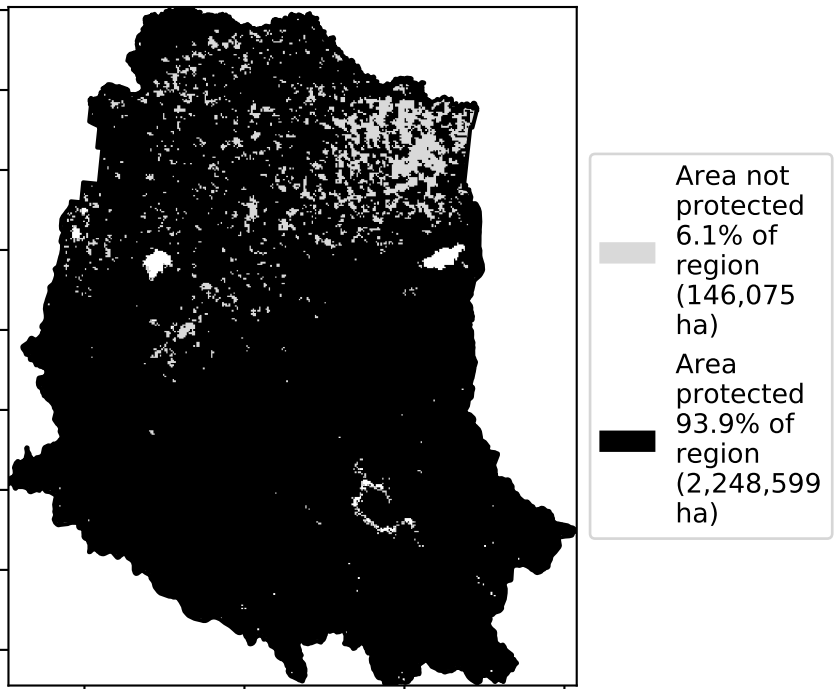 Area not
protected
6.1% of
region
(146,075
ha)
Area
protected
93.9% of
region
(2,248,599
ha)